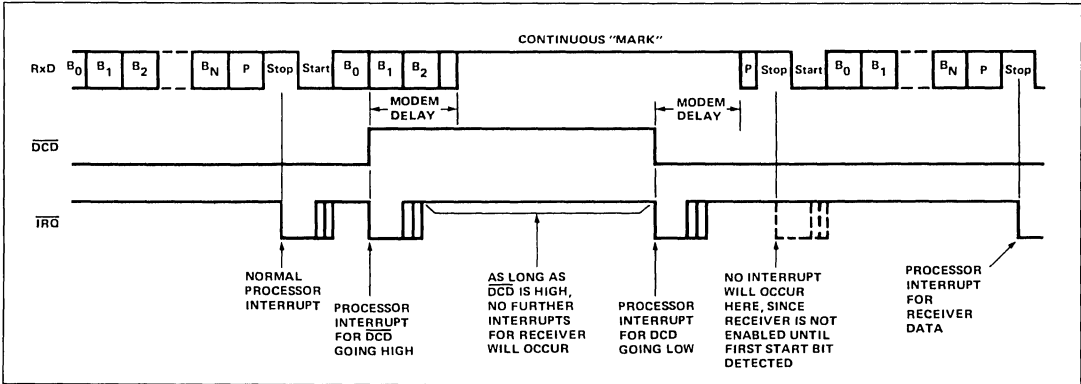 CONTINUOUS "MARK"
RxD B0 B1 B2 BN P Stop Start B0 B1 B2 P Stop Start B0 B1 BN P Stop
MODEM
DELAY
MODEM
DELAY
DCD
IRQ
NORMAL
PROCESSOR
INTERRUPT
PROCESSOR
INTERRUPT
FOR DCD
GOING HIGH
AS LONG AS
DCD IS HIGH,
NO FURTHER
INTERRUPTS
FOR RECEIVER
WILL OCCUR
PROCESSOR
INTERRUPT
FOR DCD
GOING LOW
NO INTERRUPT
WILL OCCUR
HERE, SINCE
RECEIVER IS NOT
ENABLED UNTIL
FIRST START BIT
DETECTED
PROCESSOR
INTERRUPT
FOR
RECEIVER
DATA